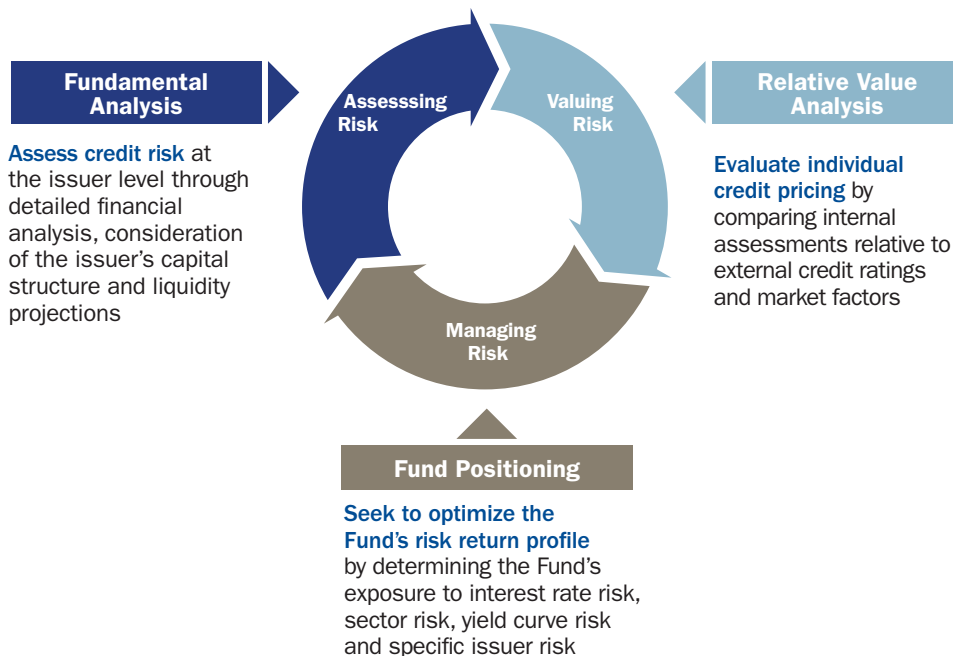 Fundamental
Analysis
Assess credit risk at
the issuer level through
detailed financial
analysis, consideration
of the issuer’s capital
structure and liquidity
projections
Assesssing
Risk
Valuing
Risk
Managing
Risk
Relative Value
Analysis
Evaluate individual
credit pricing by
comparing internal
assessments relative to
external credit ratings
and market factors
Fund Positioning
Seek to optimize the
Fund’s risk return profile
by determining the Fund’s
exposure to interest rate risk,
sector risk, yield curve risk
and specific issuer risk